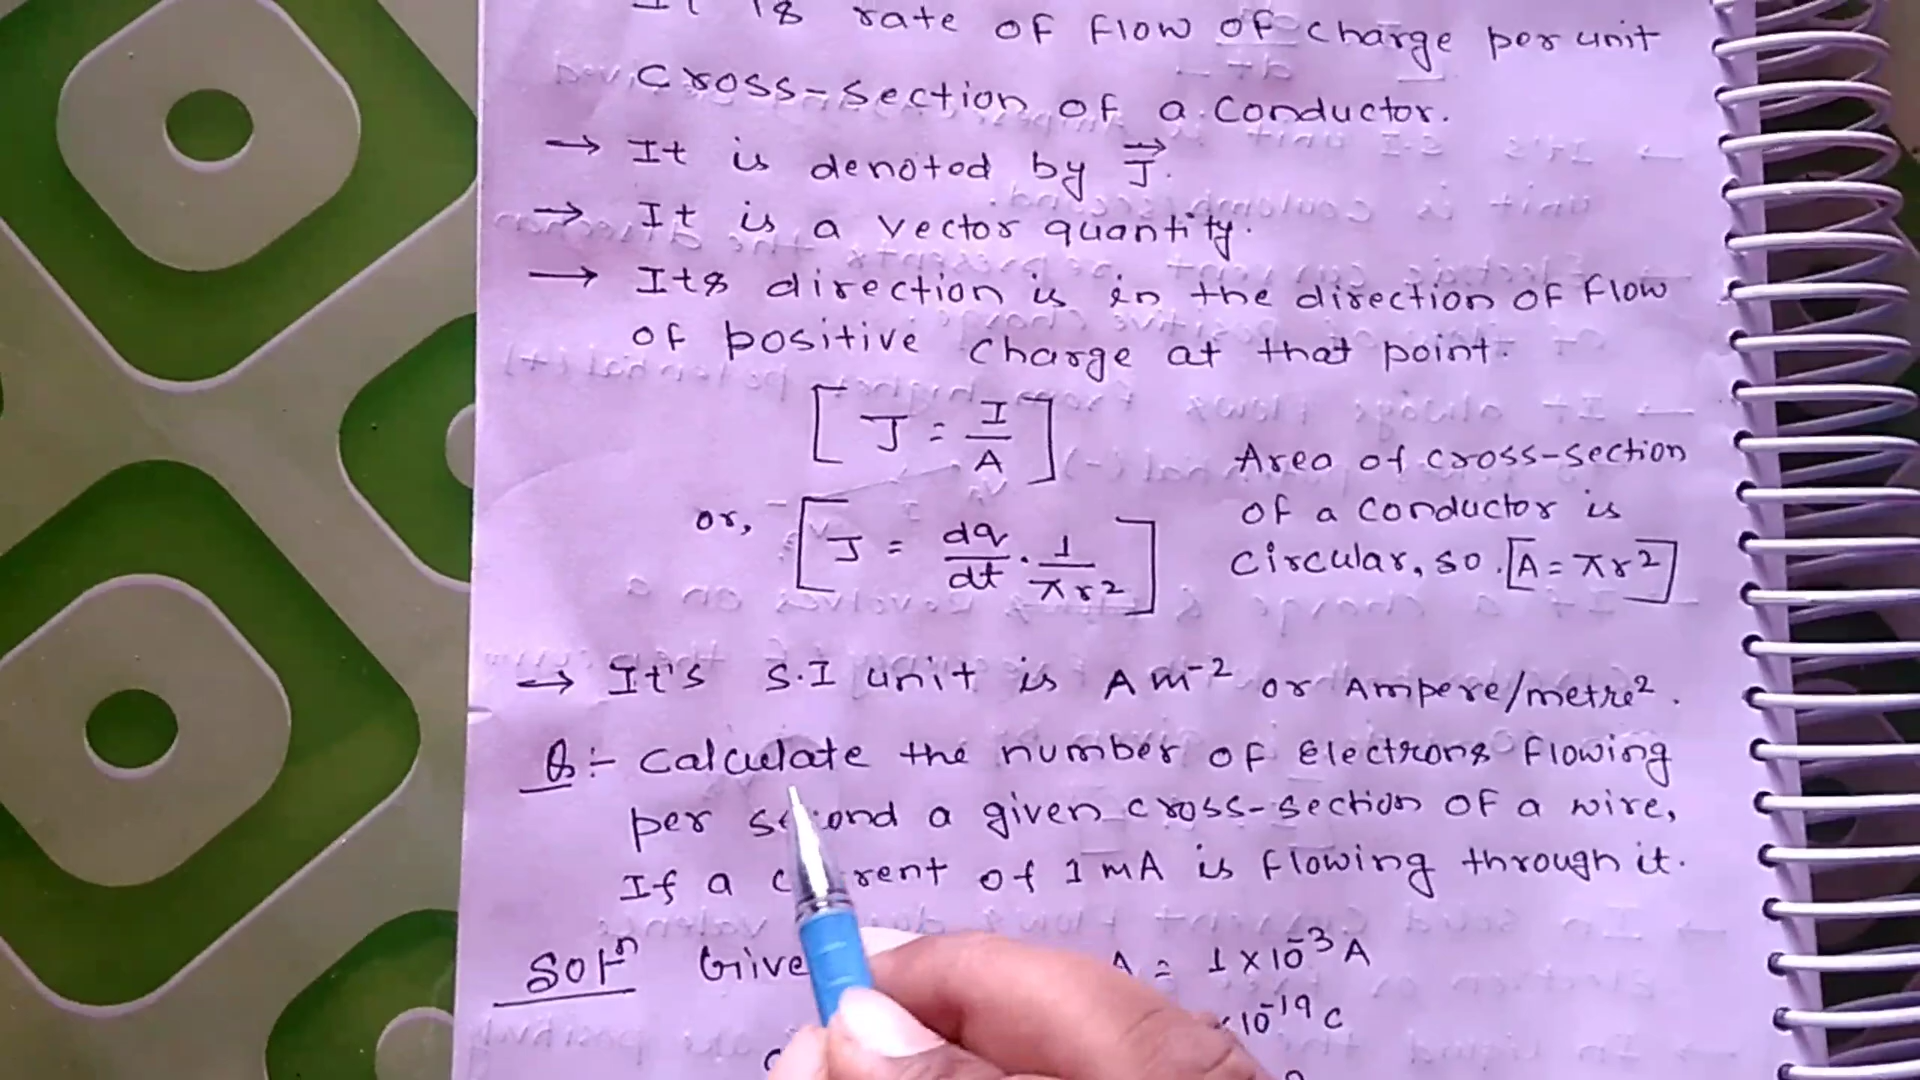 It is rate of flow of charge per unit
cross-section of a conductor.
→ It is denoted by J⃗.
→ It is a vector quantity.
→ Its direction is in the direction of flow
of positive charge at that point.
[J = I/A]
or, [J = dq/dt · 1/πr²]
Area of cross-section
of a conductor is
circular, so [A = πr²]
→ It's S.I unit is Am⁻² or Ampere/metre².
Q:- Calculate the number of Electrons flowing
per second a given cross-section of a wire,
If a current of 1 mA is flowing through it.
Solⁿ Give A = 1 × 10⁻³ A
× 10⁻¹⁹ C